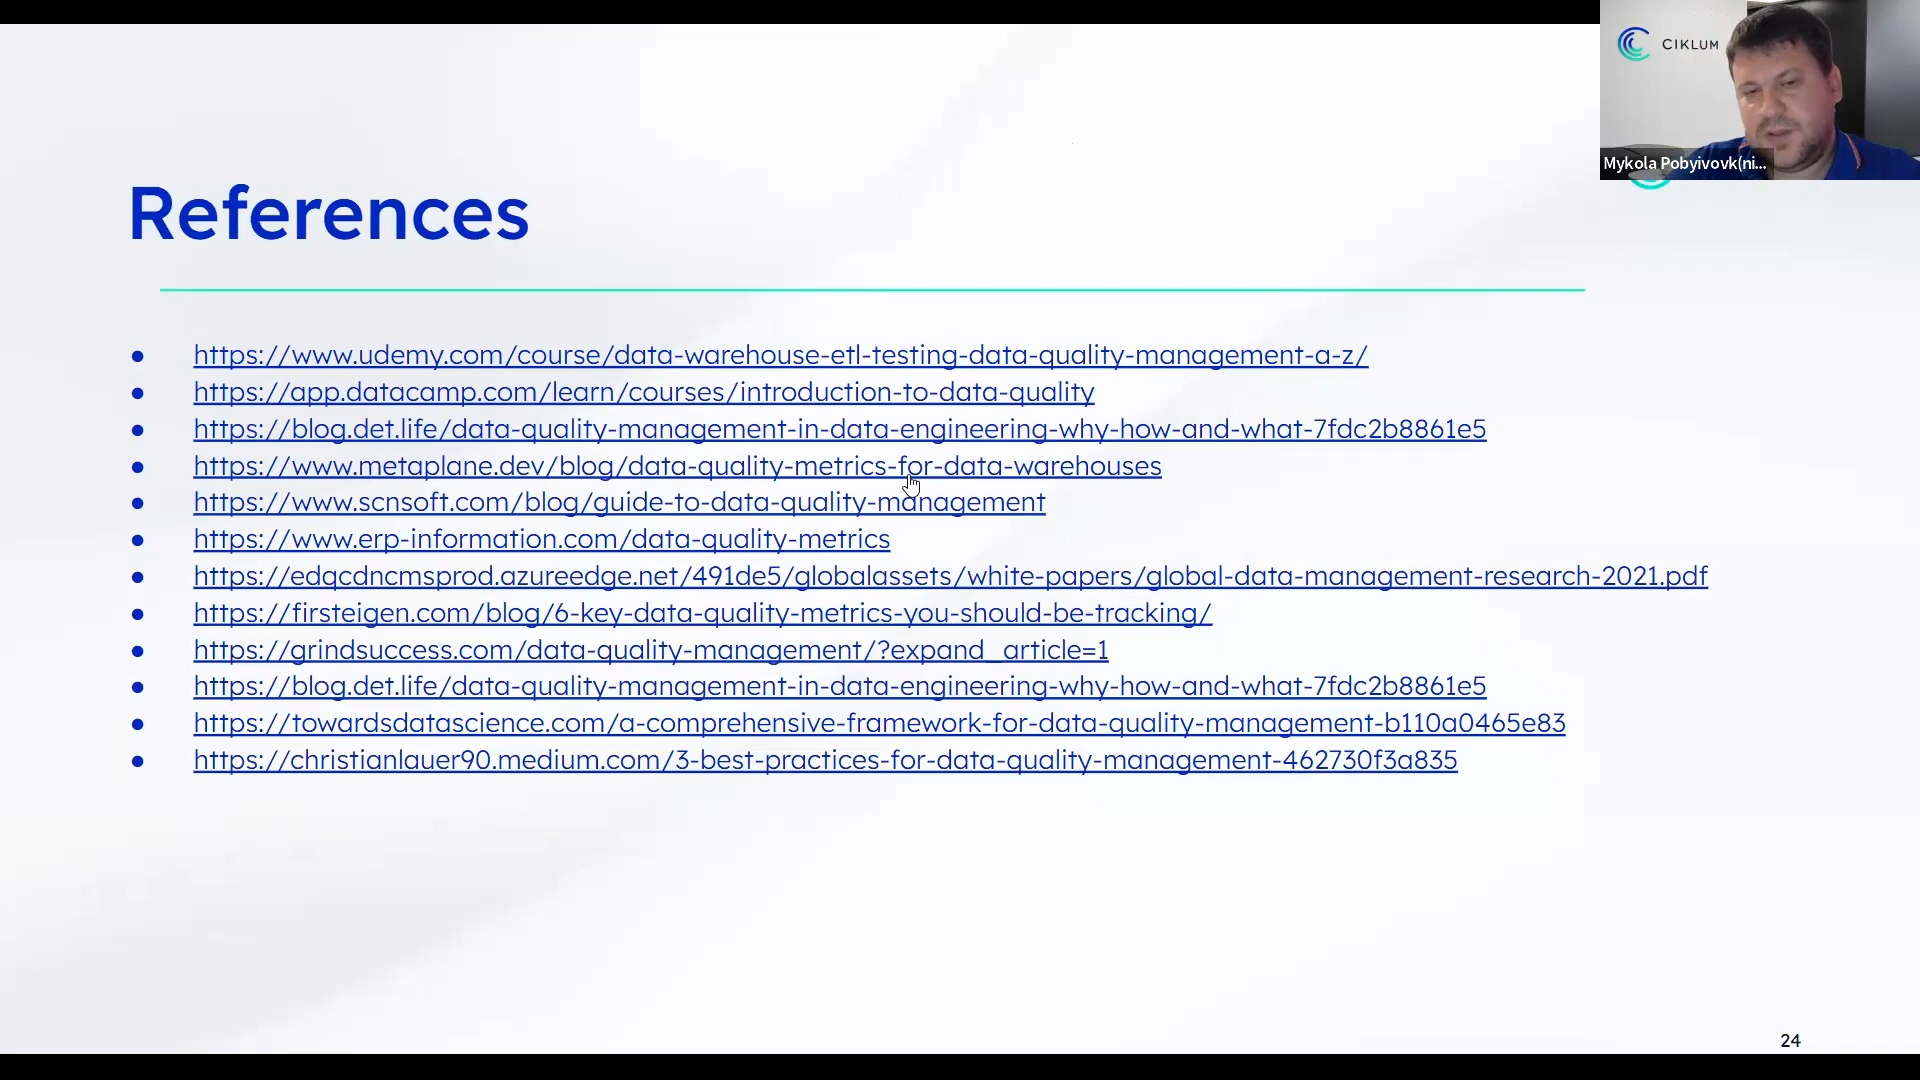 CIKLUM
Mykola Pobyivovk(ni...
References
https://www.udemy.com/course/data-warehouse-etl-testing-data-quality-management-a-z/
https://app.datacamp.com/learn/courses/introduction-to-data-quality
https://blog.det.life/data-quality-management-in-data-engineering-why-how-and-what-7fdc2b8861e5
https://www.metaplane.dev/blog/data-quality-metrics-for-data-warehouses
https://www.scnsoft.com/blog/guide-to-data-quality-management
https://www.erp-information.com/data-quality-metrics
https://edqcdncmsprod.azureedge.net/491de5/globalassets/white-papers/global-data-management-research-2021.pdf
https://firsteigen.com/blog/6-key-data-quality-metrics-you-should-be-tracking/
https://grindsuccess.com/data-quality-management/?expand_article=1
https://blog.det.life/data-quality-management-in-data-engineering-why-how-and-what-7fdc2b8861e5
https://towardsdatascience.com/a-comprehensive-framework-for-data-quality-management-b110a0465e83
https://christianlauer90.medium.com/3-best-practices-for-data-quality-management-462730f3a835
24